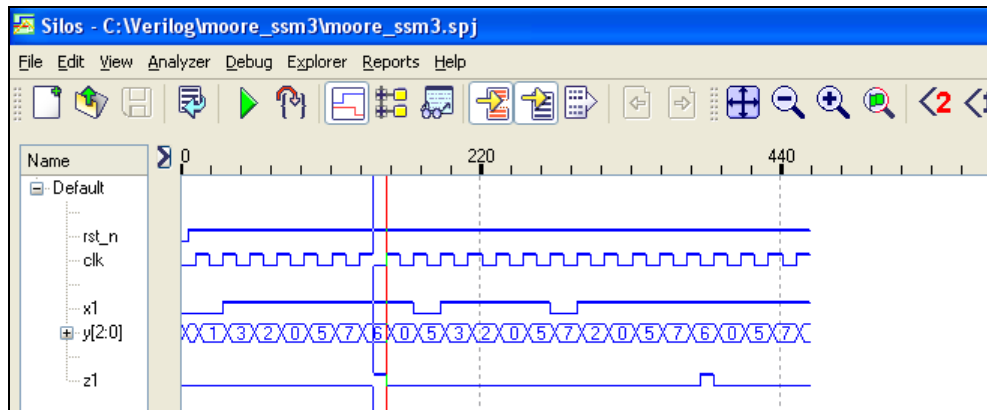 Silos - C:\Verilog\moore_ssm3\moore_ssm3.spj
File Edit View Analyzer Debug Explorer Reports Help
2
Name 0 220 440
Default
rst_n
clk
x1
y[2:0] 1 3 2 0 5 7 6 0 5 3 2 0 5 7 2 0 5 7 6 0 5 7
z1